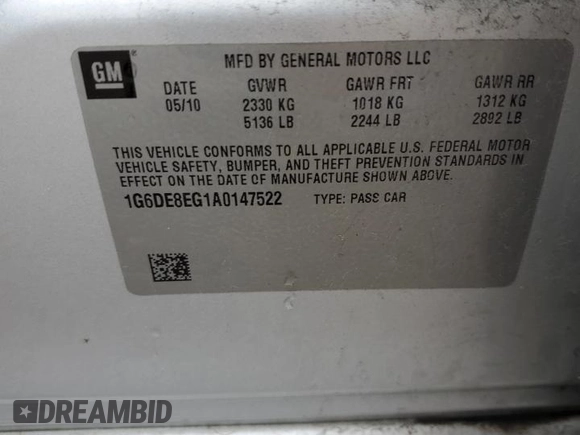 GM
MFD BY GENERAL MOTORS LLC
DATE GVWR GAWR FRT GAWR RR
05/10 2330 KG 1018 KG 1312 KG
5136 LB 2244 LB 2892 LB
THIS VEHICLE CONFORMS TO ALL APPLICABLE U.S. FEDERAL MOTOR
VEHICLE SAFETY, BUMPER, AND THEFT PREVENTION STANDARDS IN
EFFECT ON THE DATE OF MANUFACTURE SHOWN ABOVE.
1G6DE8EG1A0147522 TYPE: PASS CAR
DREAMBID